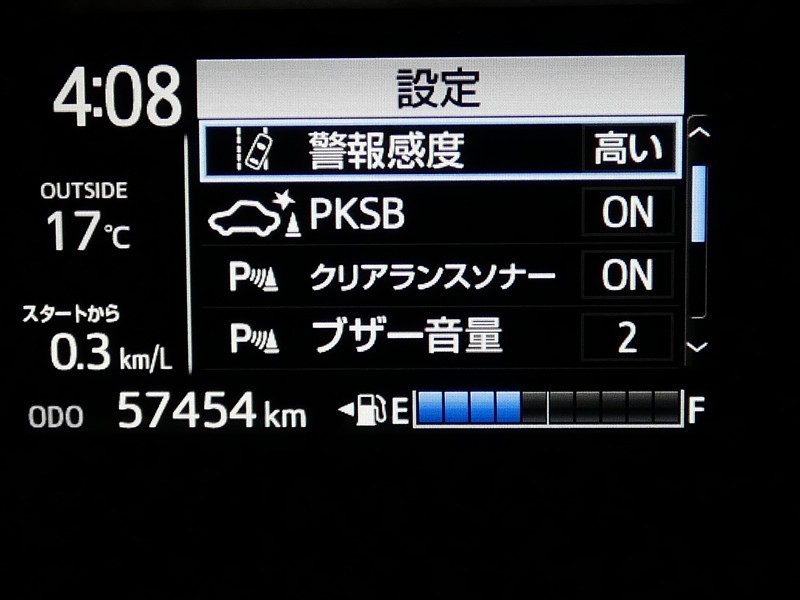 4:08
設定
警報感度 高い
OUTSIDE
17℃
PKSB ON
P クリアランスソナー ON
スタートから
0.3 km/L
P ブザー音量 2
ODO 57454 km E F